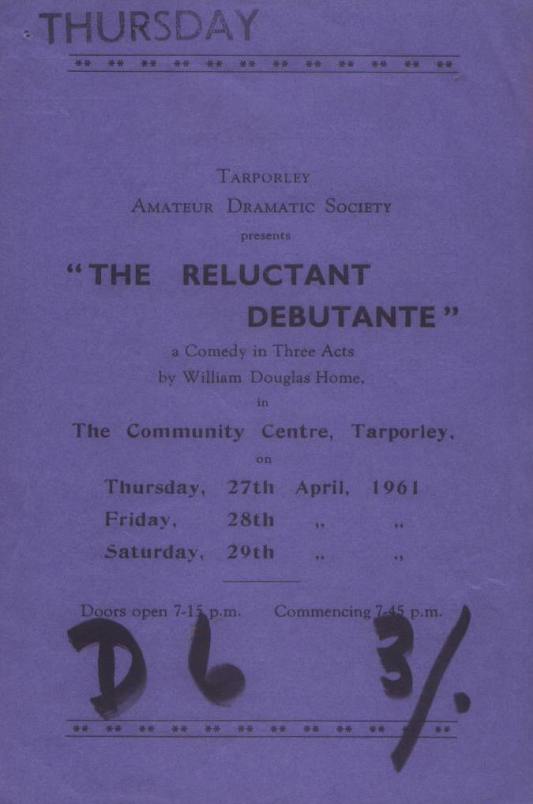 THURSDAY
** ** ** ** ** ** ** ** ** ** ** **
TARPORLEY
AMATEUR DRAMATIC SOCIETY
presents
"THE RELUCTANT
DEBUTANTE"
a Comedy in Three Acts
by William Douglas Home,
in
The Community Centre, Tarporley,
on
Thursday, 27th April, 1961
Friday, 28th ,, ,,
Saturday, 29th ,, ,,
Doors open 7-15 p.m. Commencing 7-45 p.m.
D 6 3/.
** ** ** ** ** ** ** ** ** ** ** **